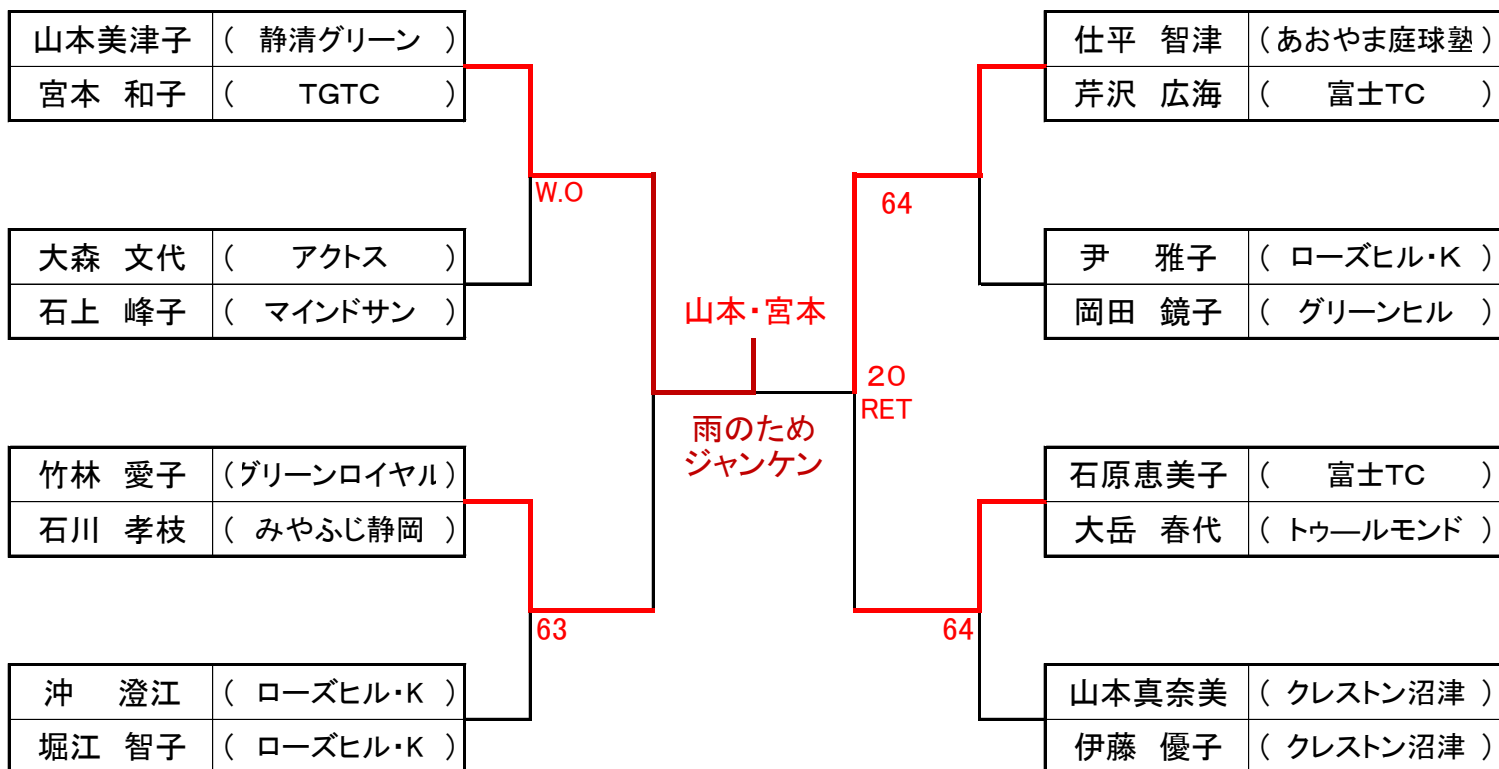 山本美津子 ( 静清グリーン )
宮本 和子 ( TGTC )
W.O
大森 文代 ( アクトス )
石上 峰子 ( マインドサン )
竹林 愛子 (グリーンロイヤル)
石川 孝枝 ( みやふじ静岡 )
63
沖 澄江 ( ローズヒル・K )
堀江 智子 ( ローズヒル・K )
山本・宮本
雨のため
ジャンケン
仕平 智津 (あおやま庭球塾)
芹沢 広海 ( 富士TC )
64
尹 雅子 ( ローズヒル・K )
岡田 鏡子 ( グリーンヒル )
20
RET
石原恵美子 ( 富士TC )
大岳 春代 ( トゥ―ルモンド )
64
山本真奈美 ( クレストン沼津 )
伊藤 優子 ( クレストン沼津 )